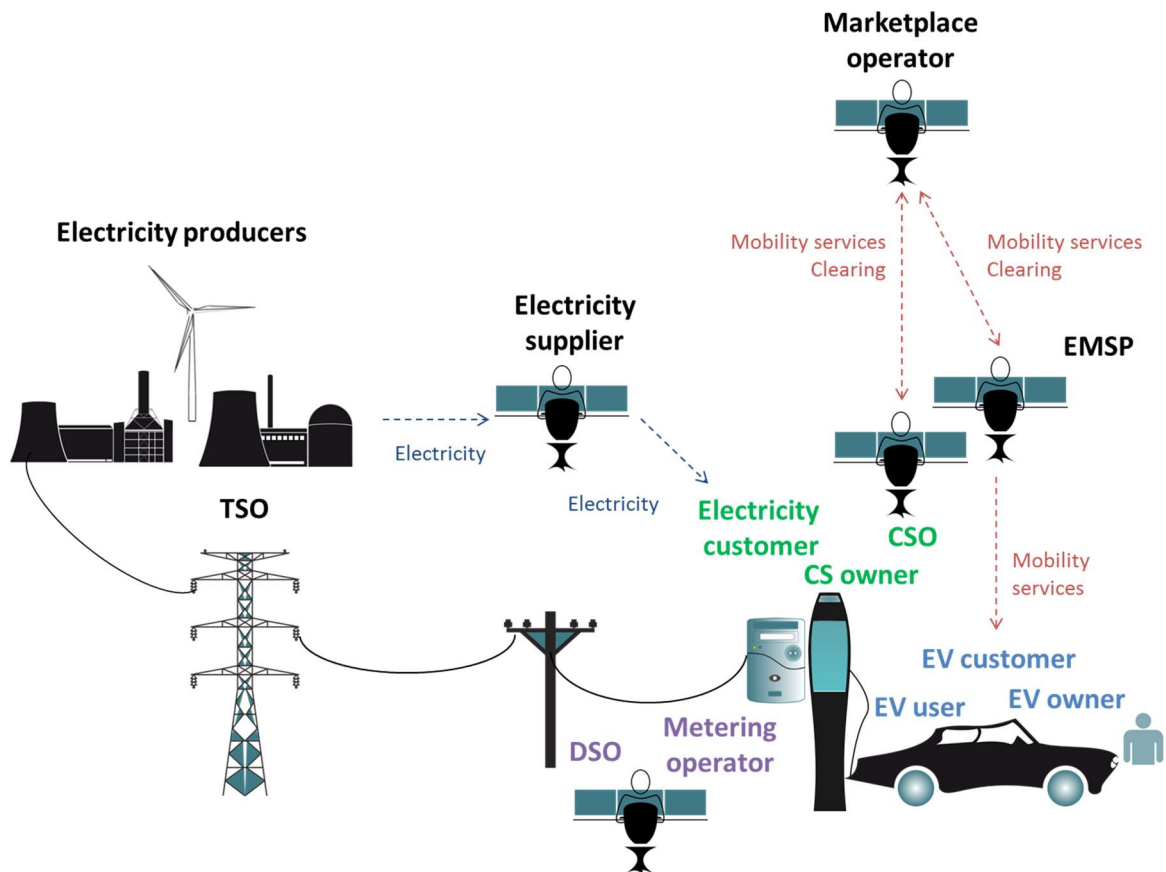 Marketplace
operator
Electricity producers
Mobility services
Clearing
Mobility services
Clearing
Electricity
supplier
EMSP
Electricity
Electricity
TSO
Electricity
customer
CSO
CS owner
Mobility
services
EV customer
EV user
EV owner
DSO
Metering
operator